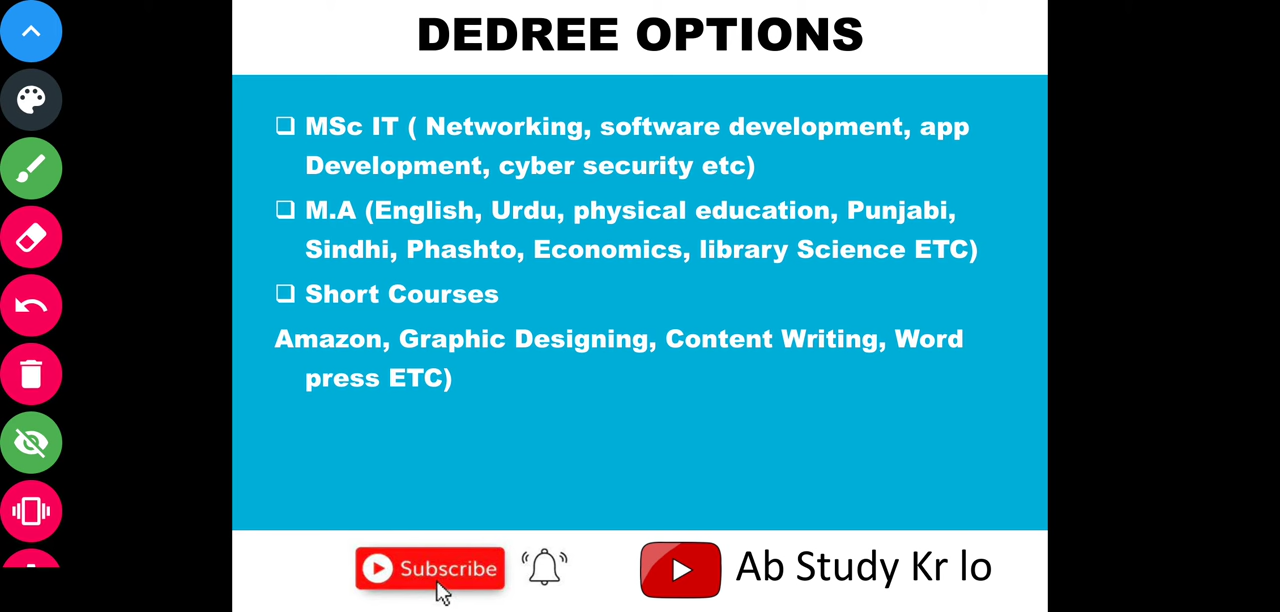 DEDREE OPTIONS
❑ MSc IT ( Networking, software development, app
Development, cyber security etc)
❑ M.A (English, Urdu, physical education, Punjabi,
Sindhi, Phashto, Economics, library Science ETC)
❑ Short Courses
Amazon, Graphic Designing, Content Writing, Word
press ETC)
Subscribe
Ab Study Kr lo